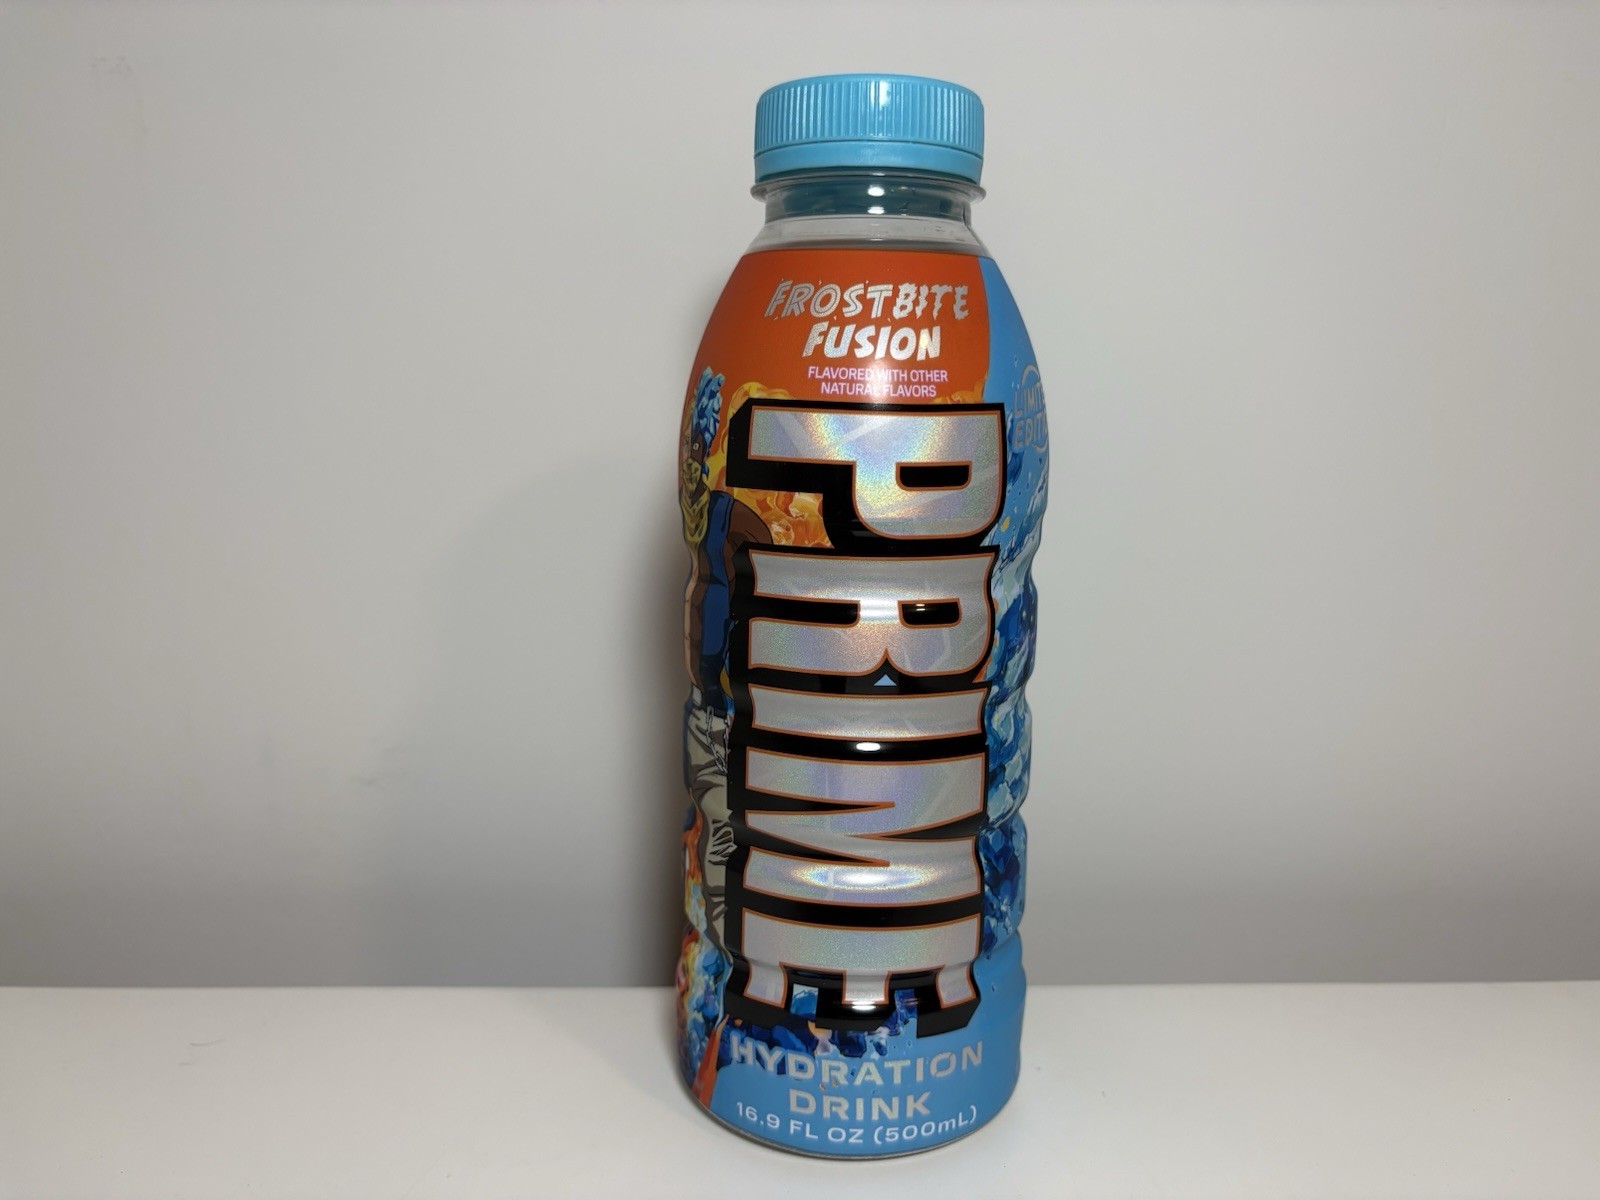 FROSTBITE
FUSION
FLAVORED WITH OTHER
NATURAL FLAVORS
PRIME
HYDRATION
DRINK
16.9 FL OZ (500mL)